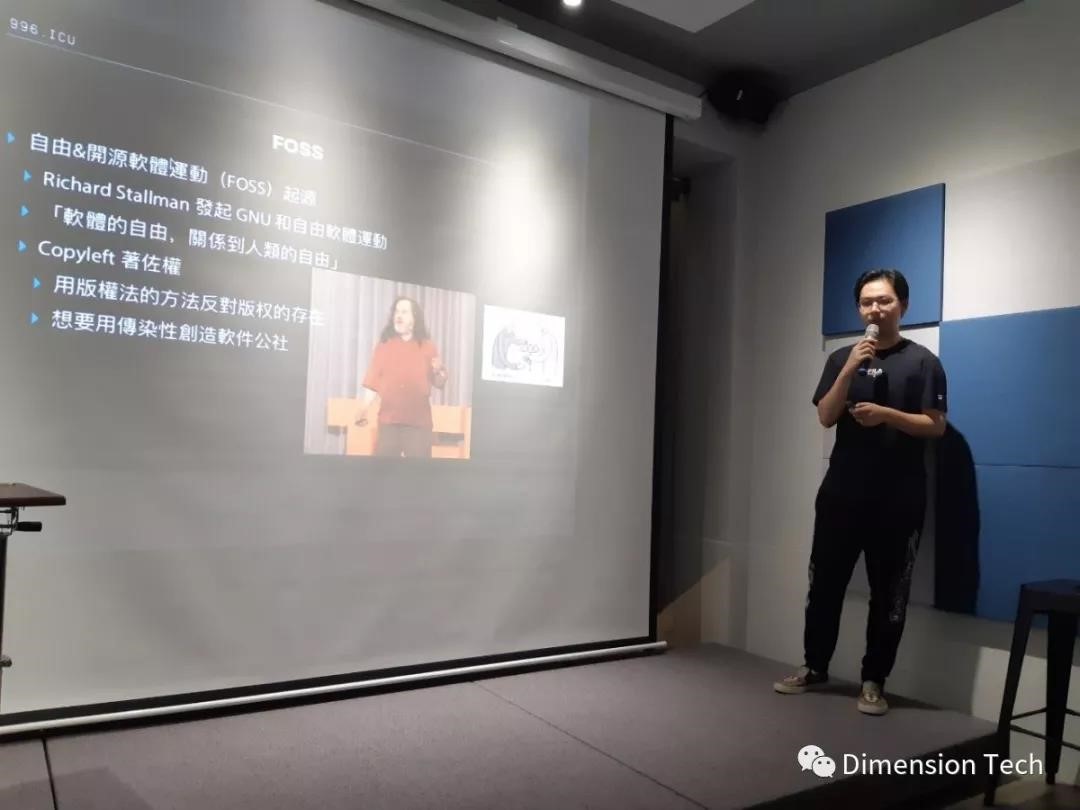 996.ICU
FOSS
自由&開源軟體運動（FOSS）起源
Richard Stallman 發起 GNU 和自由軟體運動
「軟體的自由，關係到人類的自由」
Copyleft 著佐權
用版權法的方法反對版权的存在
想要用傳染性創造軟件公社
FILA
Dimension Tech